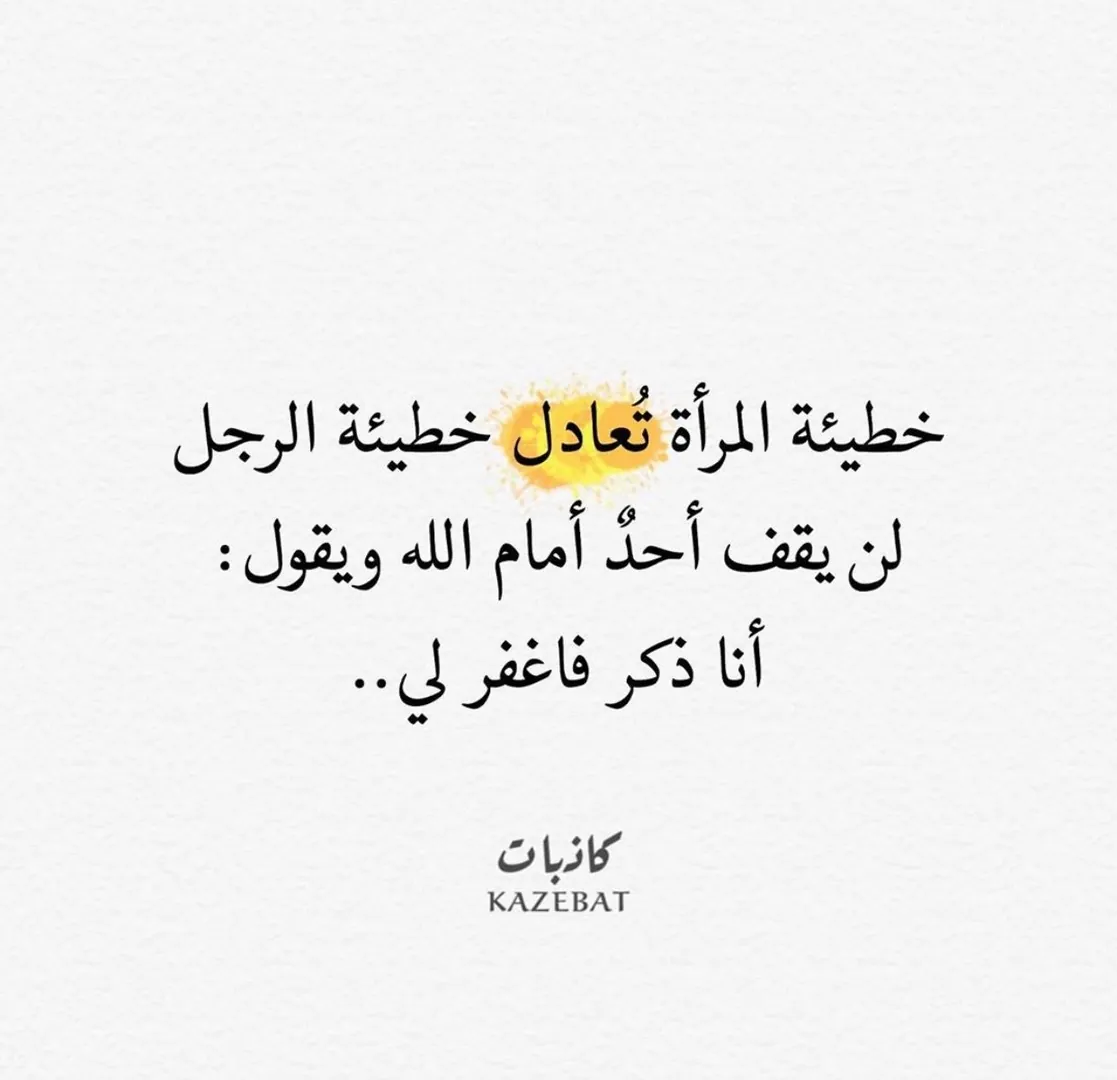 خطيئة المرأة تُعادل خطيئة الرجل
لن يقف أحدٌ أمام الله ويقول :
أنا ذكر فاغفر لي ..
كاذبات
KAZEBAT